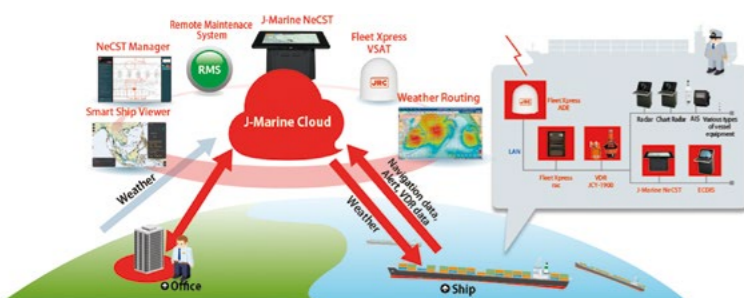 J-Marine NeCST
Remote Maintenace
System
NeCST Manager
RMS
Fleet Xpress
VSAT
JRC
Smart Ship Viewer
J-Marine Cloud
Weather Routing
Weather
Navigation data,
Alert, VDR data
Weather
Office
Ship
JRC
Fleet Xpress
ADE
Radar
Chart Radar
AIS
Various types
of vessel
equipment
LAN
Fleet Xpress
VDR
JCY-1900
J-Marine NeCST
ECDIS